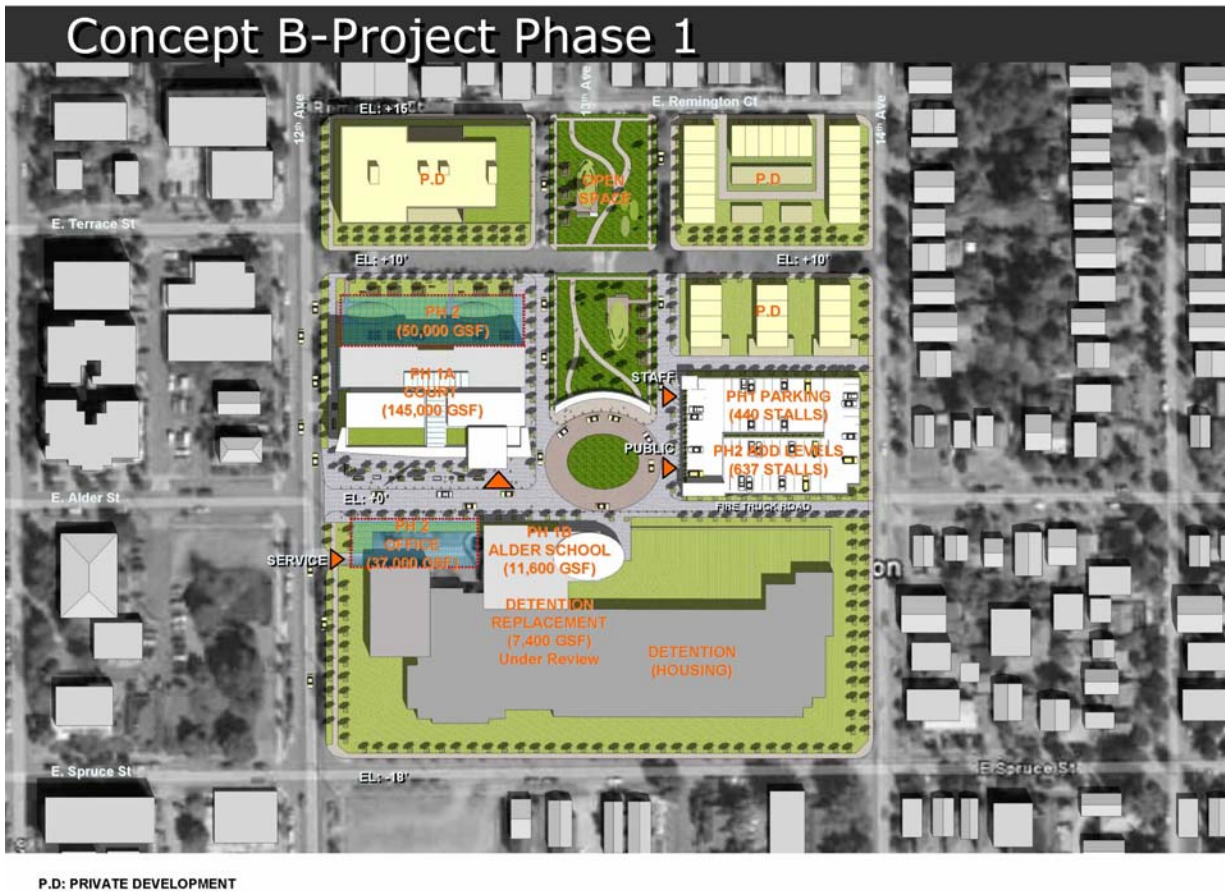 Concept B-Project Phase 1
12th Ave
EL: +15'
13th Ave
E. Remington Ct
14th Ave
P.D
OPEN
SPACE
P.D
E. Terrace St
EL: +10'
EL: +10'
PH 2
(50,000 GSF)
P.D
PH 1A
COURT
(145,000 GSF)
STAFF
PH1 PARKING
(440 STALLS)
PUBLIC
PH2 ADD LEVELS
(637 STALLS)
E. Alder St
EL: +0'
FIRE TRUCK ROAD
PH 2
OFFICE
(37,000 GSF)
SERVICE
PH 1B
ALDER SCHOOL
(11,600 GSF)
on
DETENTION
REPLACEMENT
(7,400 GSF)
Under Review
DETENTION
(HOUSING)
E. Spruce St
EL: -18'
E Spruce St
P.D: PRIVATE DEVELOPMENT